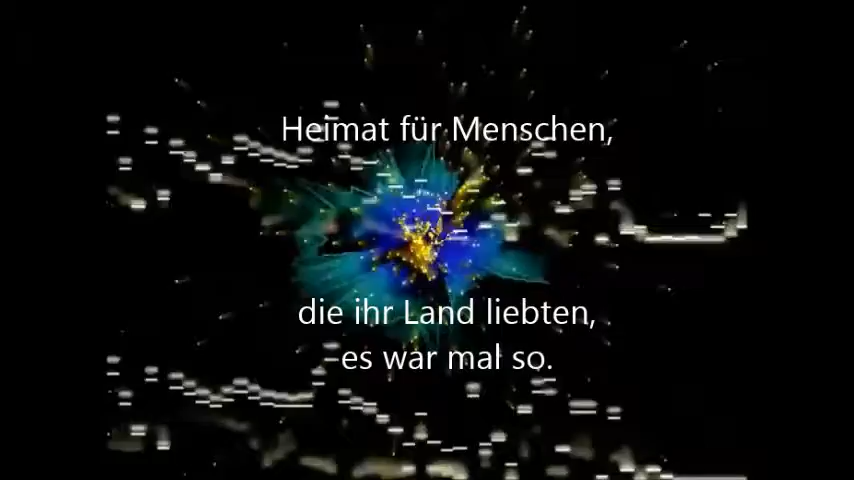 Heimat für Menschen,
die ihr Land liebten,
es war mal so.